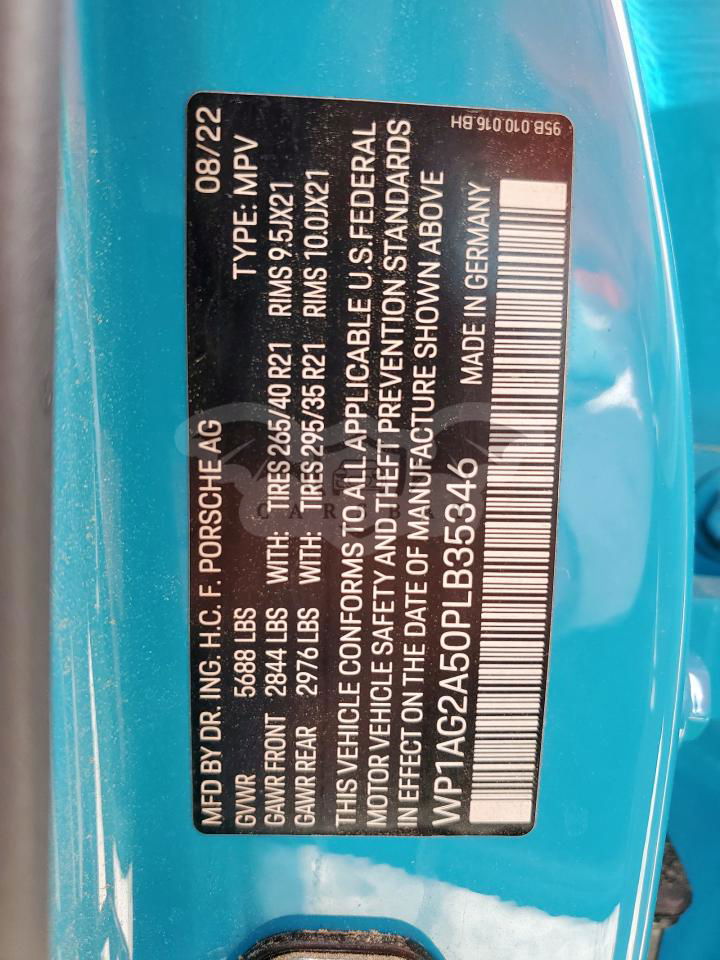 MFD BY DR. ING. H.C. F. PORSCHE AG 08/22
GVWR 5688 LBS TYPE: MPV
GAWR FRONT 2844 LBS WITH: TIRES 265/40 R21 RIMS 9.5JX21
GAWR REAR 2976 LBS WITH: TIRES 295/35 R21 RIMS 10.0JX21
THIS VEHICLE CONFORMS TO ALL APPLICABLE U.S. FEDERAL
MOTOR VEHICLE SAFETY AND THEFT PREVENTION STANDARDS
IN EFFECT ON THE DATE OF MANUFACTURE SHOWN ABOVE
WP1AG2A50PLB35346 MADE IN GERMANY
95B.010.016.BH